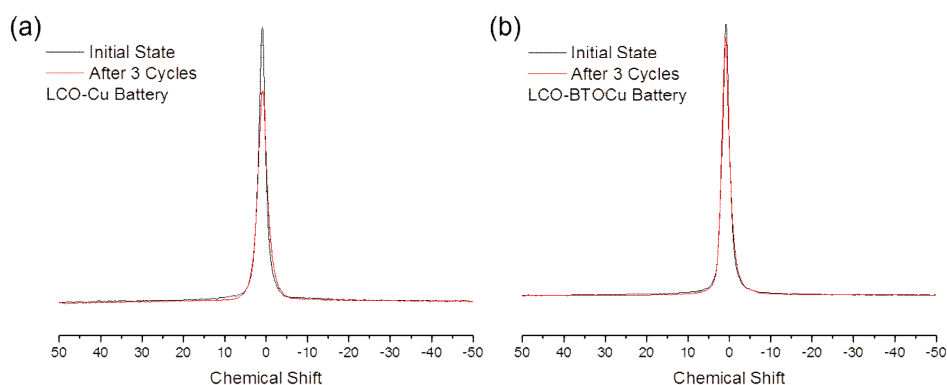 (a)
Initial State
After 3 Cycles
LCO-Cu Battery
50 40 30 20 10 0 -10 -20 -30 -40 -50
Chemical Shift
(b)
Initial State
After 3 Cycles
LCO-BTOCu Battery
50 40 30 20 10 0 -10 -20 -30 -40 -50
Chemical Shift